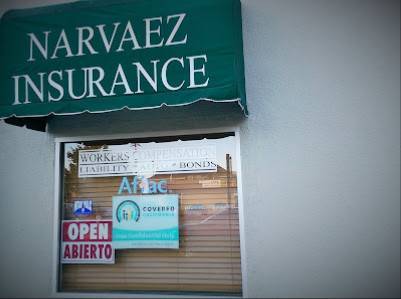 NARVAEZ
INSURANCE
WORKERS COMPENSATION
LIABILITY • AUTO • BONDS
Aflac
COVERED
CALIFORNIA
OPEN
ABIERTO